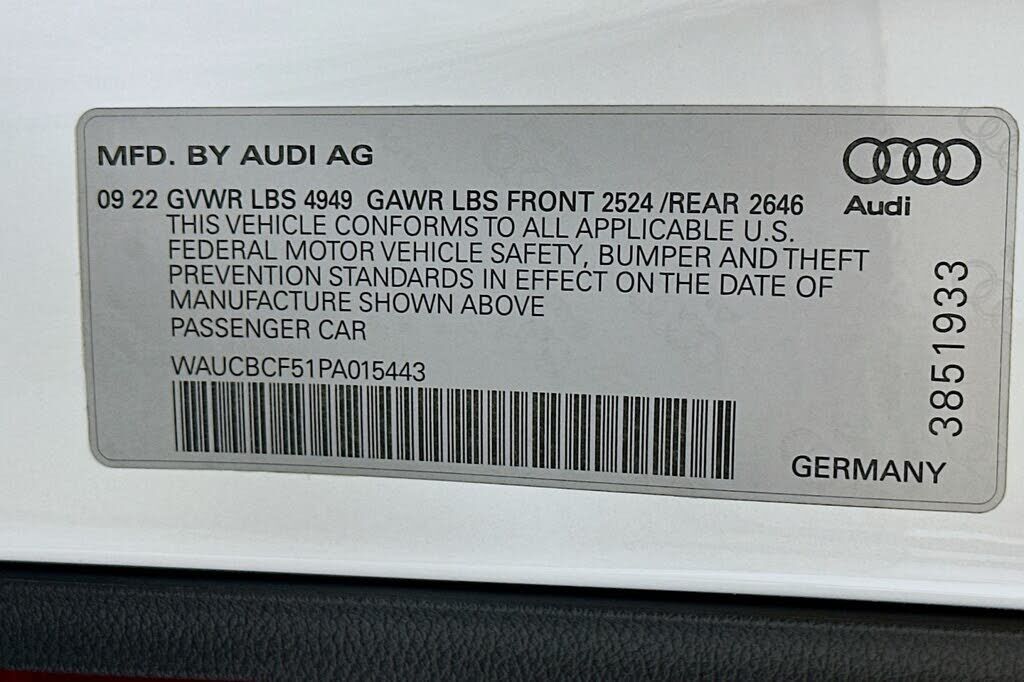 MFD. BY AUDI AG
Audi
09 22 GVWR LBS 4949 GAWR LBS FRONT 2524 /REAR 2646
THIS VEHICLE CONFORMS TO ALL APPLICABLE U.S.
FEDERAL MOTOR VEHICLE SAFETY, BUMPER AND THEFT
PREVENTION STANDARDS IN EFFECT ON THE DATE OF
MANUFACTURE SHOWN ABOVE
PASSENGER CAR
WAUCBCF51PA015443
3851933
GERMANY